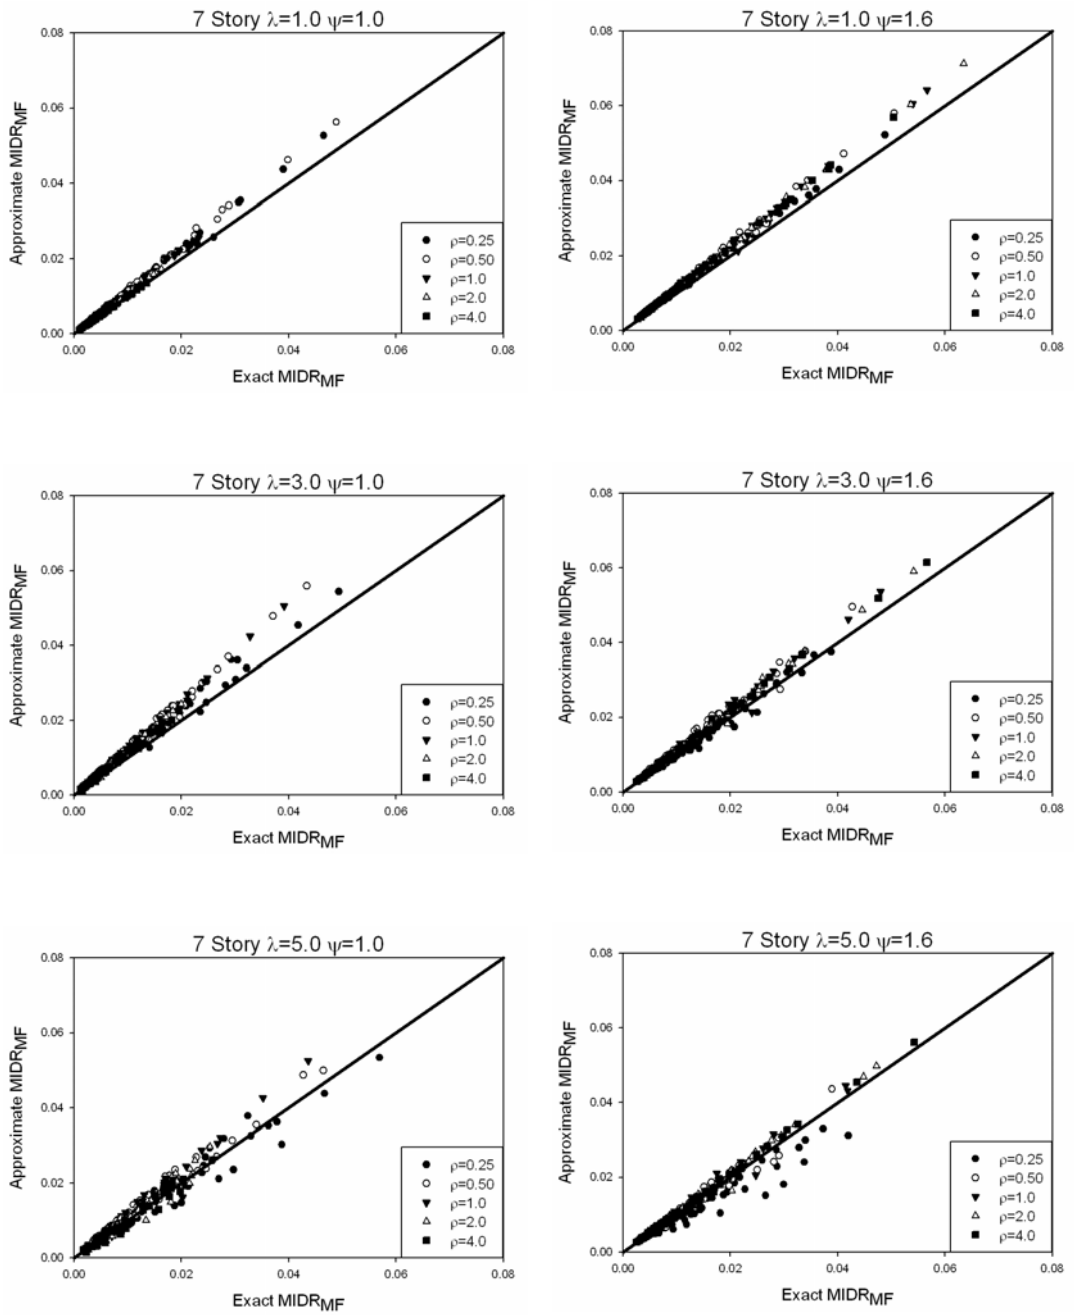 7 Story λ=1.0 ψ=1.0
Approximate MIDRMF
0.08
0.06
0.04
0.02
0.00
ρ=0.25
ρ=0.50
ρ=1.0
ρ=2.0
ρ=4.0
0.00 0.02 0.04 0.06 0.08
Exact MIDRMF
7 Story λ=1.0 ψ=1.6
Approximate MIDRMF
0.08
0.06
0.04
0.02
0.00
ρ=0.25
ρ=0.50
ρ=1.0
ρ=2.0
ρ=4.0
0.00 0.02 0.04 0.06 0.08
Exact MIDRMF
7 Story λ=3.0 ψ=1.0
Approximate MIDRMF
0.08
0.06
0.04
0.02
0.00
ρ=0.25
ρ=0.50
ρ=1.0
ρ=2.0
ρ=4.0
0.00 0.02 0.04 0.06 0.08
Exact MIDRMF
7 Story λ=3.0 ψ=1.6
Approximate MIDRMF
0.08
0.06
0.04
0.02
0.00
ρ=0.25
ρ=0.50
ρ=1.0
ρ=2.0
ρ=4.0
0.00 0.02 0.04 0.06 0.08
Exact MIDRMF
7 Story λ=5.0 ψ=1.0
Approximate MIDRMF
0.08
0.06
0.04
0.02
0.00
ρ=0.25
ρ=0.50
ρ=1.0
ρ=2.0
ρ=4.0
0.00 0.02 0.04 0.06 0.08
Exact MIDRMF
7 Story λ=5.0 ψ=1.6
Approximate MIDRMF
0.08
0.06
0.04
0.02
0.00
ρ=0.25
ρ=0.50
ρ=1.0
ρ=2.0
ρ=4.0
0.00 0.02 0.04 0.06 0.08
Exact MIDRMF